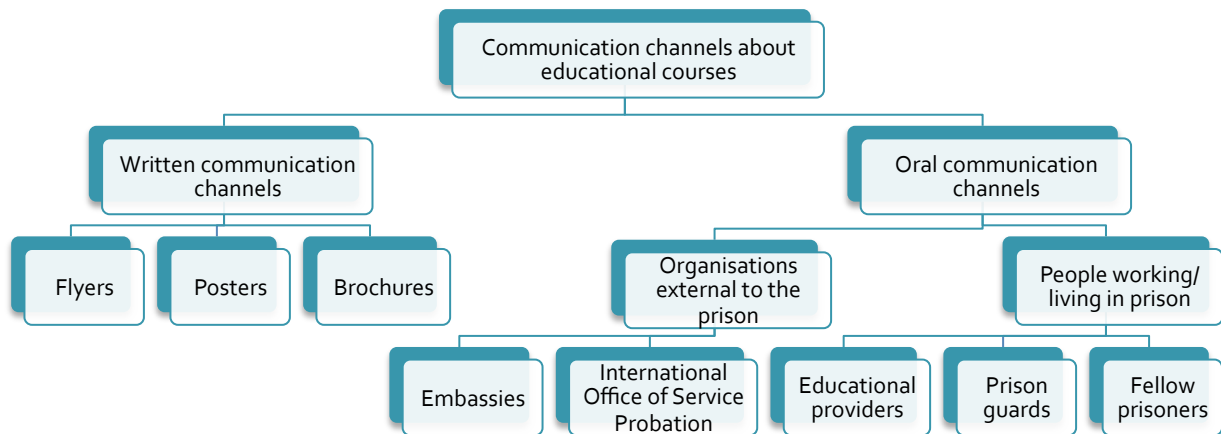 Communication channels about
educational courses
Written communication
channels
Oral communication
channels
Flyers
Posters
Brochures
Organisations
external to the
prison
People working/
living in prison
Embassies
International
Office of Service
Probation
Educational
providers
Prison
guards
Fellow
prisoners